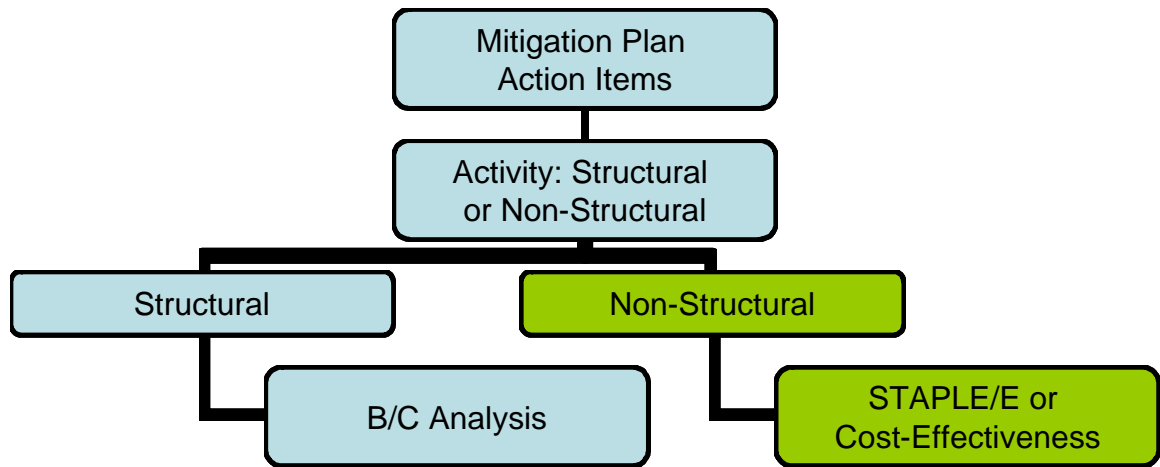 Mitigation Plan
Action Items
Activity: Structural
or Non-Structural
Structural
Non-Structural
B/C Analysis
STAPLE/E or
Cost-Effectiveness